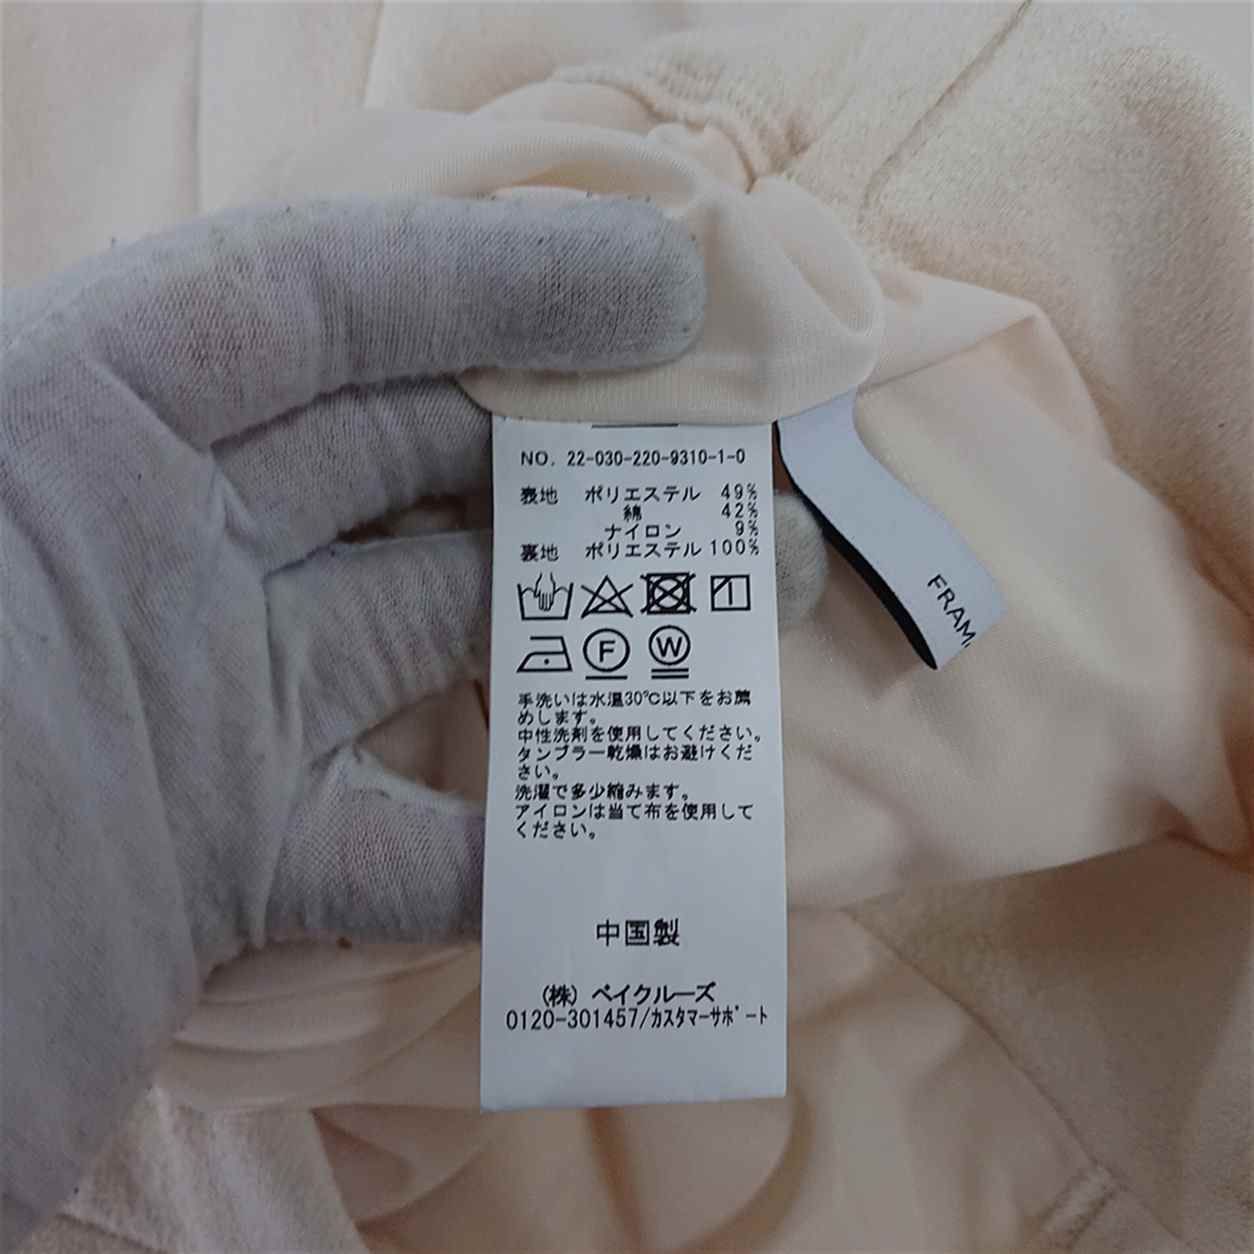 NO. 22-030-220-9310-1-0
表地 ポリエステル 49%
綿 42%
ナイロン 9%
裏地 ポリエステル 100%
F W
手洗いは水温30℃以下をお薦
めします。
中性洗剤を使用してください。
タンブラー乾燥はお避けくだ
さい。
洗濯で多少縮みます。
アイロンは当て布を使用して
ください。
中国製
(株) ベイクルーズ
0120-301457/カスタマーサポート
FRAM